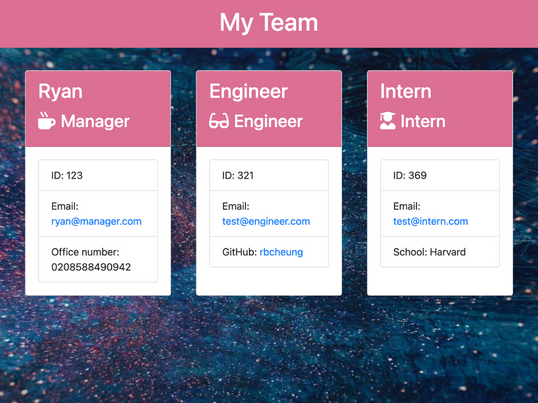 My Team
Ryan
Manager
ID: 123
Email:
ryan@manager.com
Office number:
0208588490942
Engineer
Engineer
ID: 321
Email:
test@engineer.com
GitHub: rbcheung
Intern
Intern
ID: 369
Email:
test@intern.com
School: Harvard